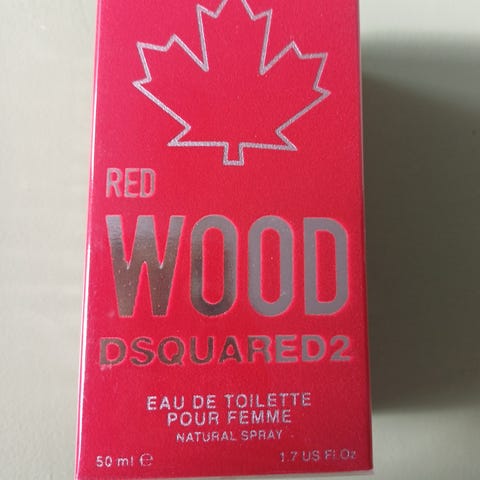 RED
WOOD
DSQUARED2
EAU DE TOILETTE
POUR FEMME
NATURAL SPRAY
50 ml ℮ 1.7 US Fl.Oz